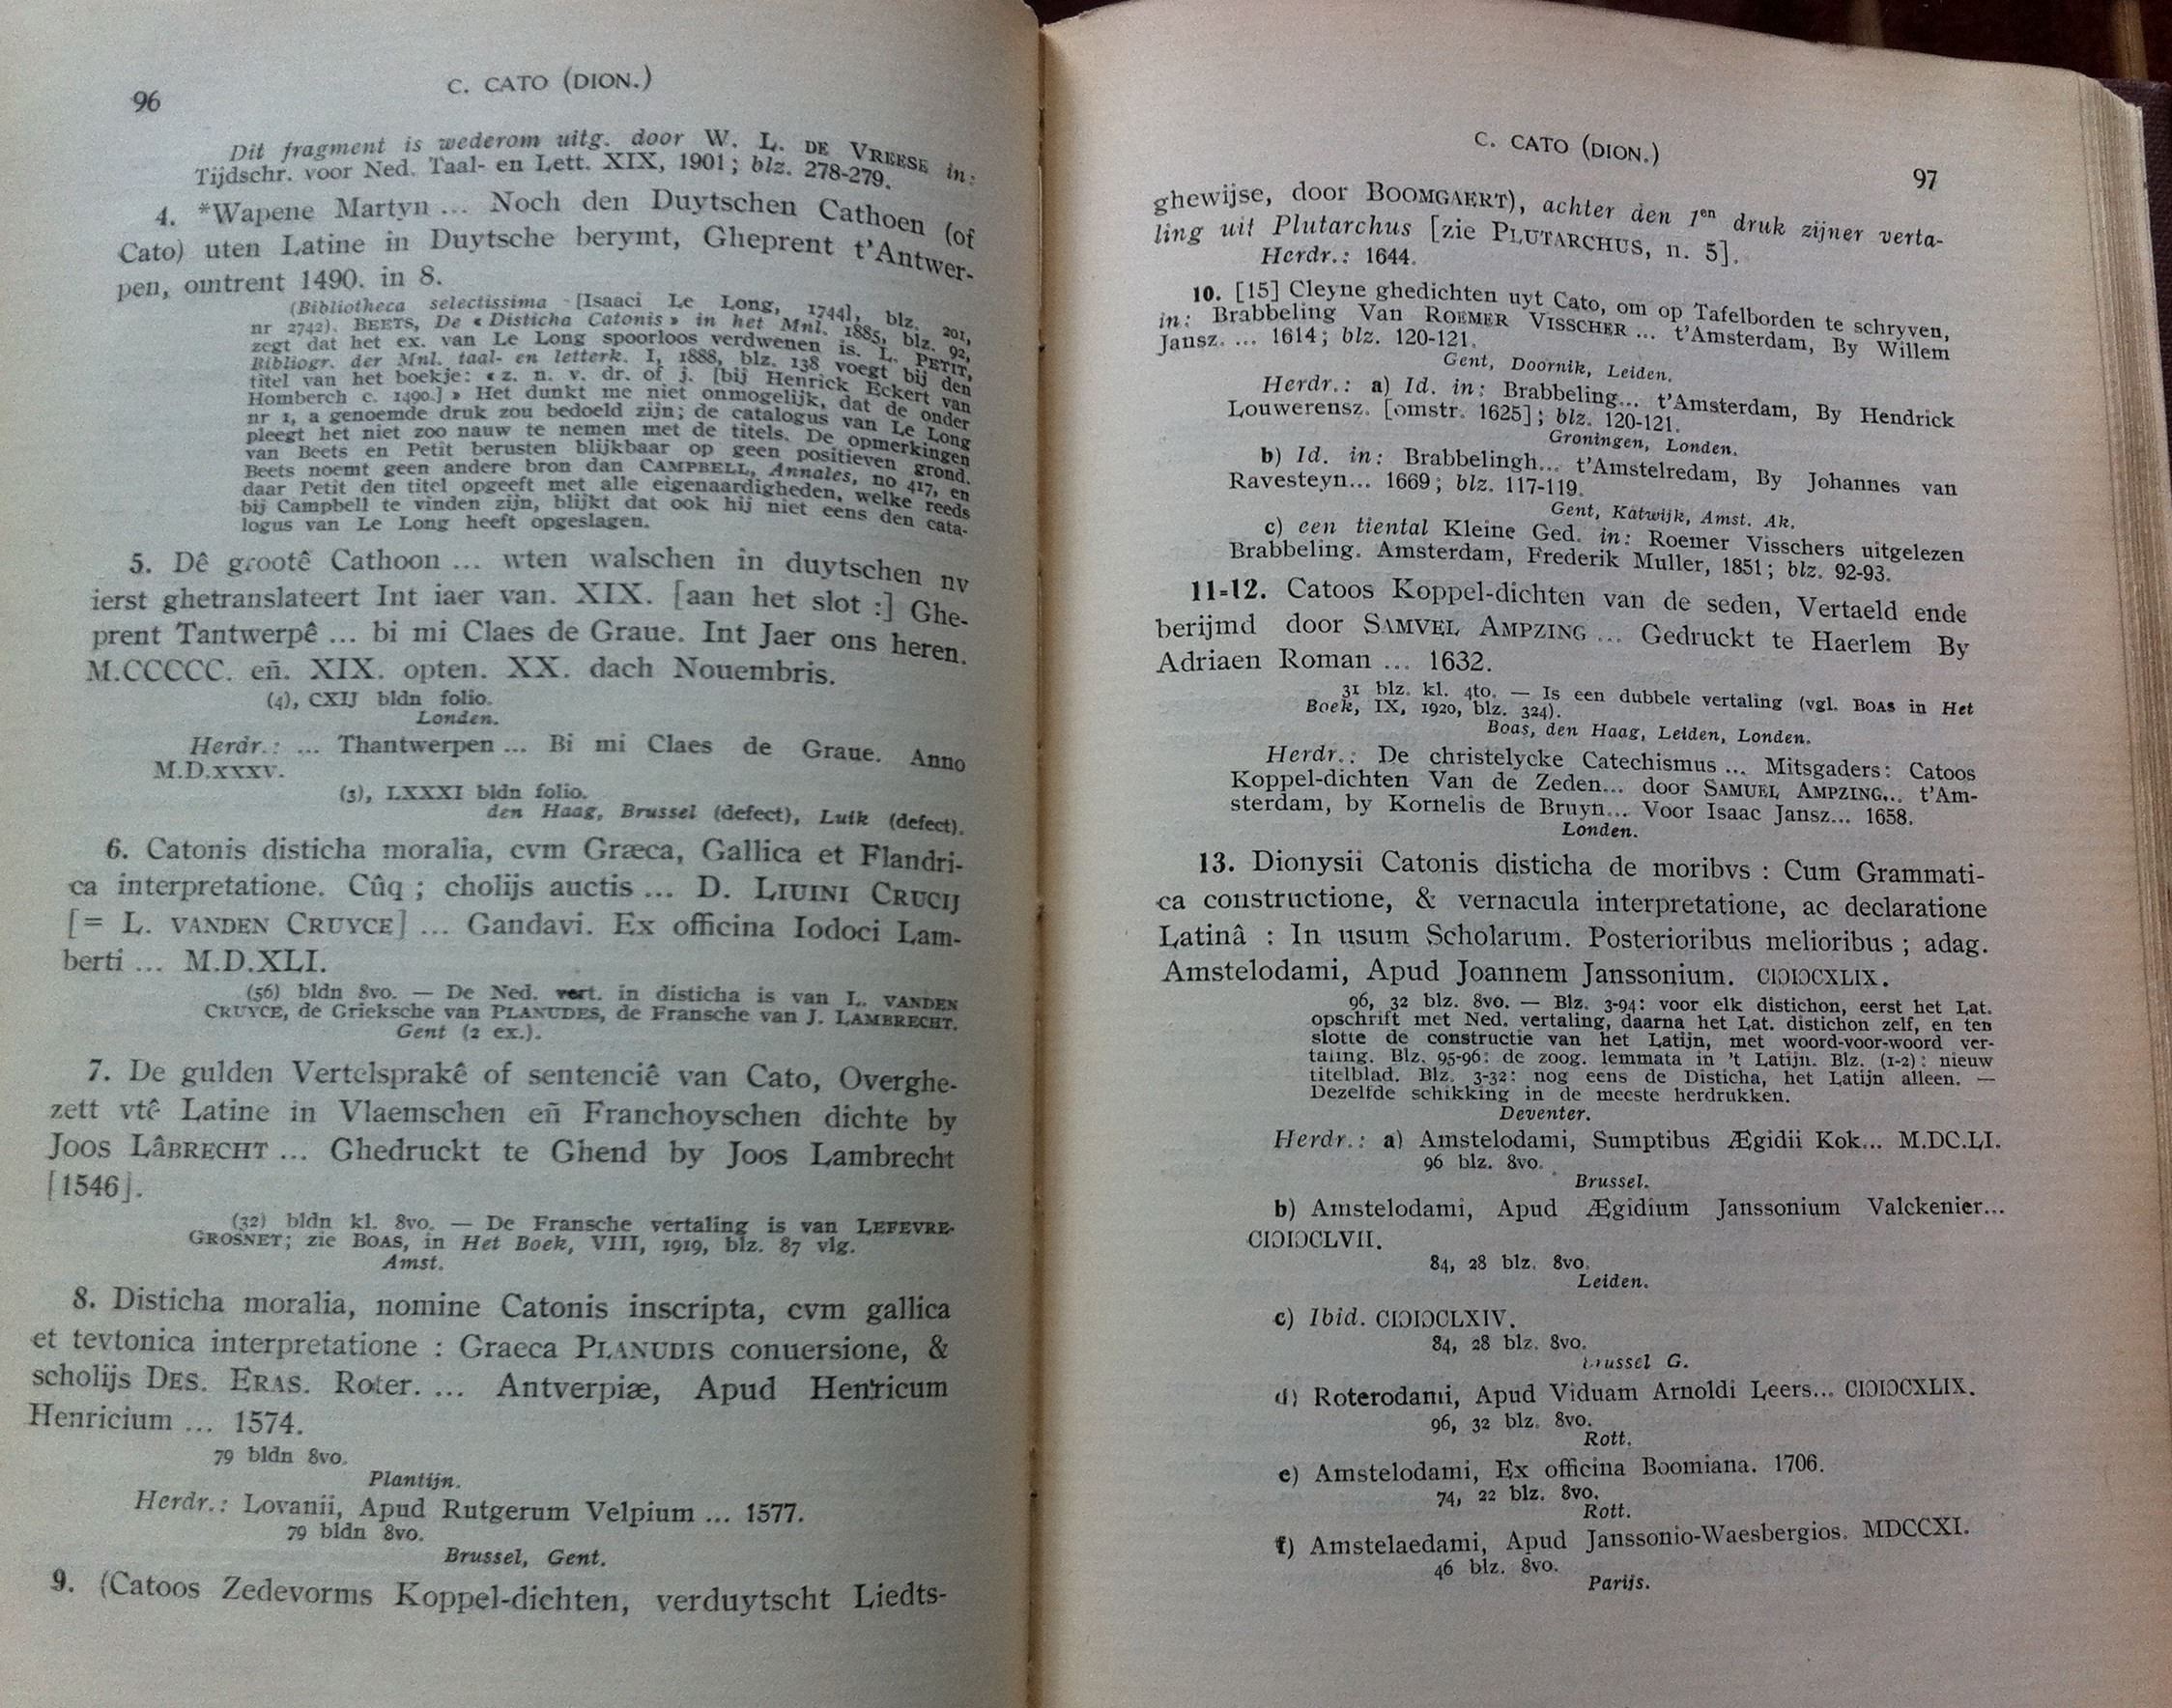 96
C. CATO (DION.)
Dit fragment is wederom uitg. door W. L. DE VREESE in:
Tijdschr. voor Ned. Taal- en Lett. XIX, 1901; blz. 278-279.
4. *Wapene Martyn ... Noch den Duytschen Cathoen (of
Cato) uten Latine in Duytsche berymt, Gheprent t'Antwer-
pen, omtrent 1490. in 8.
(Bibliotheca selectissima [Isaaci Le Long, 1744], blz. 201,
nr 2742). BEETS, De « Disticha Catonis » in het Mnl. 1885, blz. 92,
zegt dat het ex. van Le Long spoorloos verdwenen is. L. PETIT,
Bibliogr. der Mnl. taal- en letterk. I, 1888, blz. 138 voegt bij den
titel van het boekje: « z. n. v. dr. of j. [bij Henrick Eckert van
Homberch c. 1490.] » Het dunkt me niet onmogelijk, dat de onder
nr 1, a genoemde druk zou bedoeld zijn; de catalogus van Le Long
pleegt het niet zoo nauw te nemen met de titels. De opmerkingen
van Beets en Petit berusten blijkbaar op geen positieven grond.
Beets noemt geen andere bron dan CAMPBELL, Annales, no 417, en
daar Petit den titel opgeeft met alle eigenaardigheden, welke reeds
bij Campbell te vinden zijn, blijkt dat ook hij niet eens den cata-
logus van Le Long heeft opgeslagen.
5. Dê grootê Cathoon ... wten walschen in duytschen nv
ierst ghetranslateert Int iaer van. XIX. [aan het slot :] Ghe-
prent Tantwerpê ... bi mi Claes de Graue. Int Jaer ons heren.
M.CCCCC. eñ. XIX. opten. XX. dach Nouembris.
(4), CXIJ bldn folio.
Londen.
Herdr.: ... Thantwerpen ... Bi mi Claes de Graue. Anno
M.D.XXXV.
(3), LXXXI bldn folio.
den Haag, Brussel (defect), Luik (defect).
6. Catonis disticha moralia, cvm Græca, Gallica et Flandri-
ca interpretatione. Cûq ; cholijs auctis ... D. LIUINI CRUCIJ
[= L. VANDEN CRUYCE] ... Gandavi. Ex officina Iodoci Lam-
berti ... M.D.XLI.
(56) bldn 8vo. — De Ned. vert. in disticha is van L. VANDEN
CRUYCE, de Grieksche van PLANUDES, de Fransche van J. LAMBRECHT.
Gent (2 ex.).
7. De gulden Vertelsprakê of sentenciê van Cato, Overghe-
zett vtê Latine in Vlaemschen eñ Franchoyschen dichte by
JOOS LÂBRECHT ... Ghedruckt te Ghend by Joos Lambrecht
[1546].
(32) bldn kl. 8vo. — De Fransche vertaling is van LEFEVRE-
GROSNET; zie BOAS, in Het Boek, VIII, 1919, blz. 87 vlg.
Amst.
8. Disticha moralia, nomine Catonis inscripta, cvm gallica
et tevtonica interpretatione : Graeca PLANUDIS conuersione, &
scholijs DES. ERAS. Roter. ... Antverpiæ, Apud Henricum
Henricium ... 1574.
79 bldn 8vo.
Plantijn.
Herdr.: Lovanii, Apud Rutgerum Velpium ... 1577.
79 bldn 8vo.
Brussel, Gent.
9. (Catoos Zedevorms Koppel-dichten, verduytscht Liedts-
C. CATO (DION.)
97
ghewijse, door BOOMGAERT), achter den 1en druk zijner verta-
ling uit Plutarchus [zie PLUTARCHUS, n. 5].
Herdr.: 1644.
10. [15] Cleyne ghedichten uyt Cato, om op Tafelborden te schryven,
in: Brabbeling Van ROEMER VISSCHER ... t'Amsterdam, By Willem
Jansz. ... 1614; blz. 120-121.
Gent, Doornik, Leiden.
Herdr.: a) Id. in: Brabbeling... t'Amsterdam, By Hendrick
Louwerensz. [omstr. 1625]; blz. 120-121.
Groningen, Londen.
b) Id. in: Brabbelingh... t'Amstelredam, By Johannes van
Ravesteyn... 1669; blz. 117-119.
Gent, Katwijk, Amst. Ak.
c) een tiental Kleine Ged. in: Roemer Visschers uitgelezen
Brabbeling. Amsterdam, Frederik Muller, 1851; blz. 92-93.
11-12. Catoos Koppel-dichten van de seden, Vertaeld ende
berijmd door SAMVEL AMPZING ... Gedruckt te Haerlem By
Adriaen Roman ... 1632.
31 blz. kl. 4to. — Is een dubbele vertaling (vgl. BOAS in Het
Boek, IX, 1920, blz. 324).
Boas, den Haag, Leiden, Londen.
Herdr.: De christelycke Catechismus ... Mitsgaders: Catoos
Koppel-dichten Van de Zeden... door SAMUEL AMPZING... t'Am-
sterdam, by Kornelis de Bruyn... Voor Isaac Jansz... 1658.
Londen.
13. Dionysii Catonis disticha de moribvs : Cum Grammati-
ca constructione, & vernacula interpretatione, ac declaratione
Latinâ : In usum Scholarum. Posterioribus melioribus ; adag.
Amstelodami, Apud Joannem Janssonium. CIƆIƆCXLIX.
96, 32 blz. 8vo. — Blz. 3-94: voor elk distichon, eerst het Lat.
opschrift met Ned. vertaling, daarna het Lat. distichon zelf, en ten
slotte de constructie van het Latijn, met woord-voor-woord ver-
taling. Blz. 95-96: de zoog. lemmata in 't Latijn. Blz. (1-2): nieuw
titelblad. Blz. 3-32: nog eens de Disticha, het Latijn alleen. —
Dezelfde schikking in de meeste herdrukken.
Deventer.
Herdr.: a) Amstelodami, Sumptibus Ægidii Kok... M.DC.LI.
96 blz. 8vo.
Brussel.
b) Amstelodami, Apud Ægidium Janssonium Valckenier...
CIƆIƆCLVII.
84, 28 blz. 8vo.
Leiden.
c) Ibid. CIƆIƆCLXIV.
84, 28 blz. 8vo.
Brussel G.
d) Roterodami, Apud Viduam Arnoldi Leers... CIƆIƆCXLIX.
96, 32 blz. 8vo.
Rott.
e) Amstelodami, Ex officina Boomiana. 1706.
74, 22 blz. 8vo.
Rott.
f) Amstelaedami, Apud Janssonio-Waesbergios. MDCCXI.
46 blz. 8vo.
Parijs.